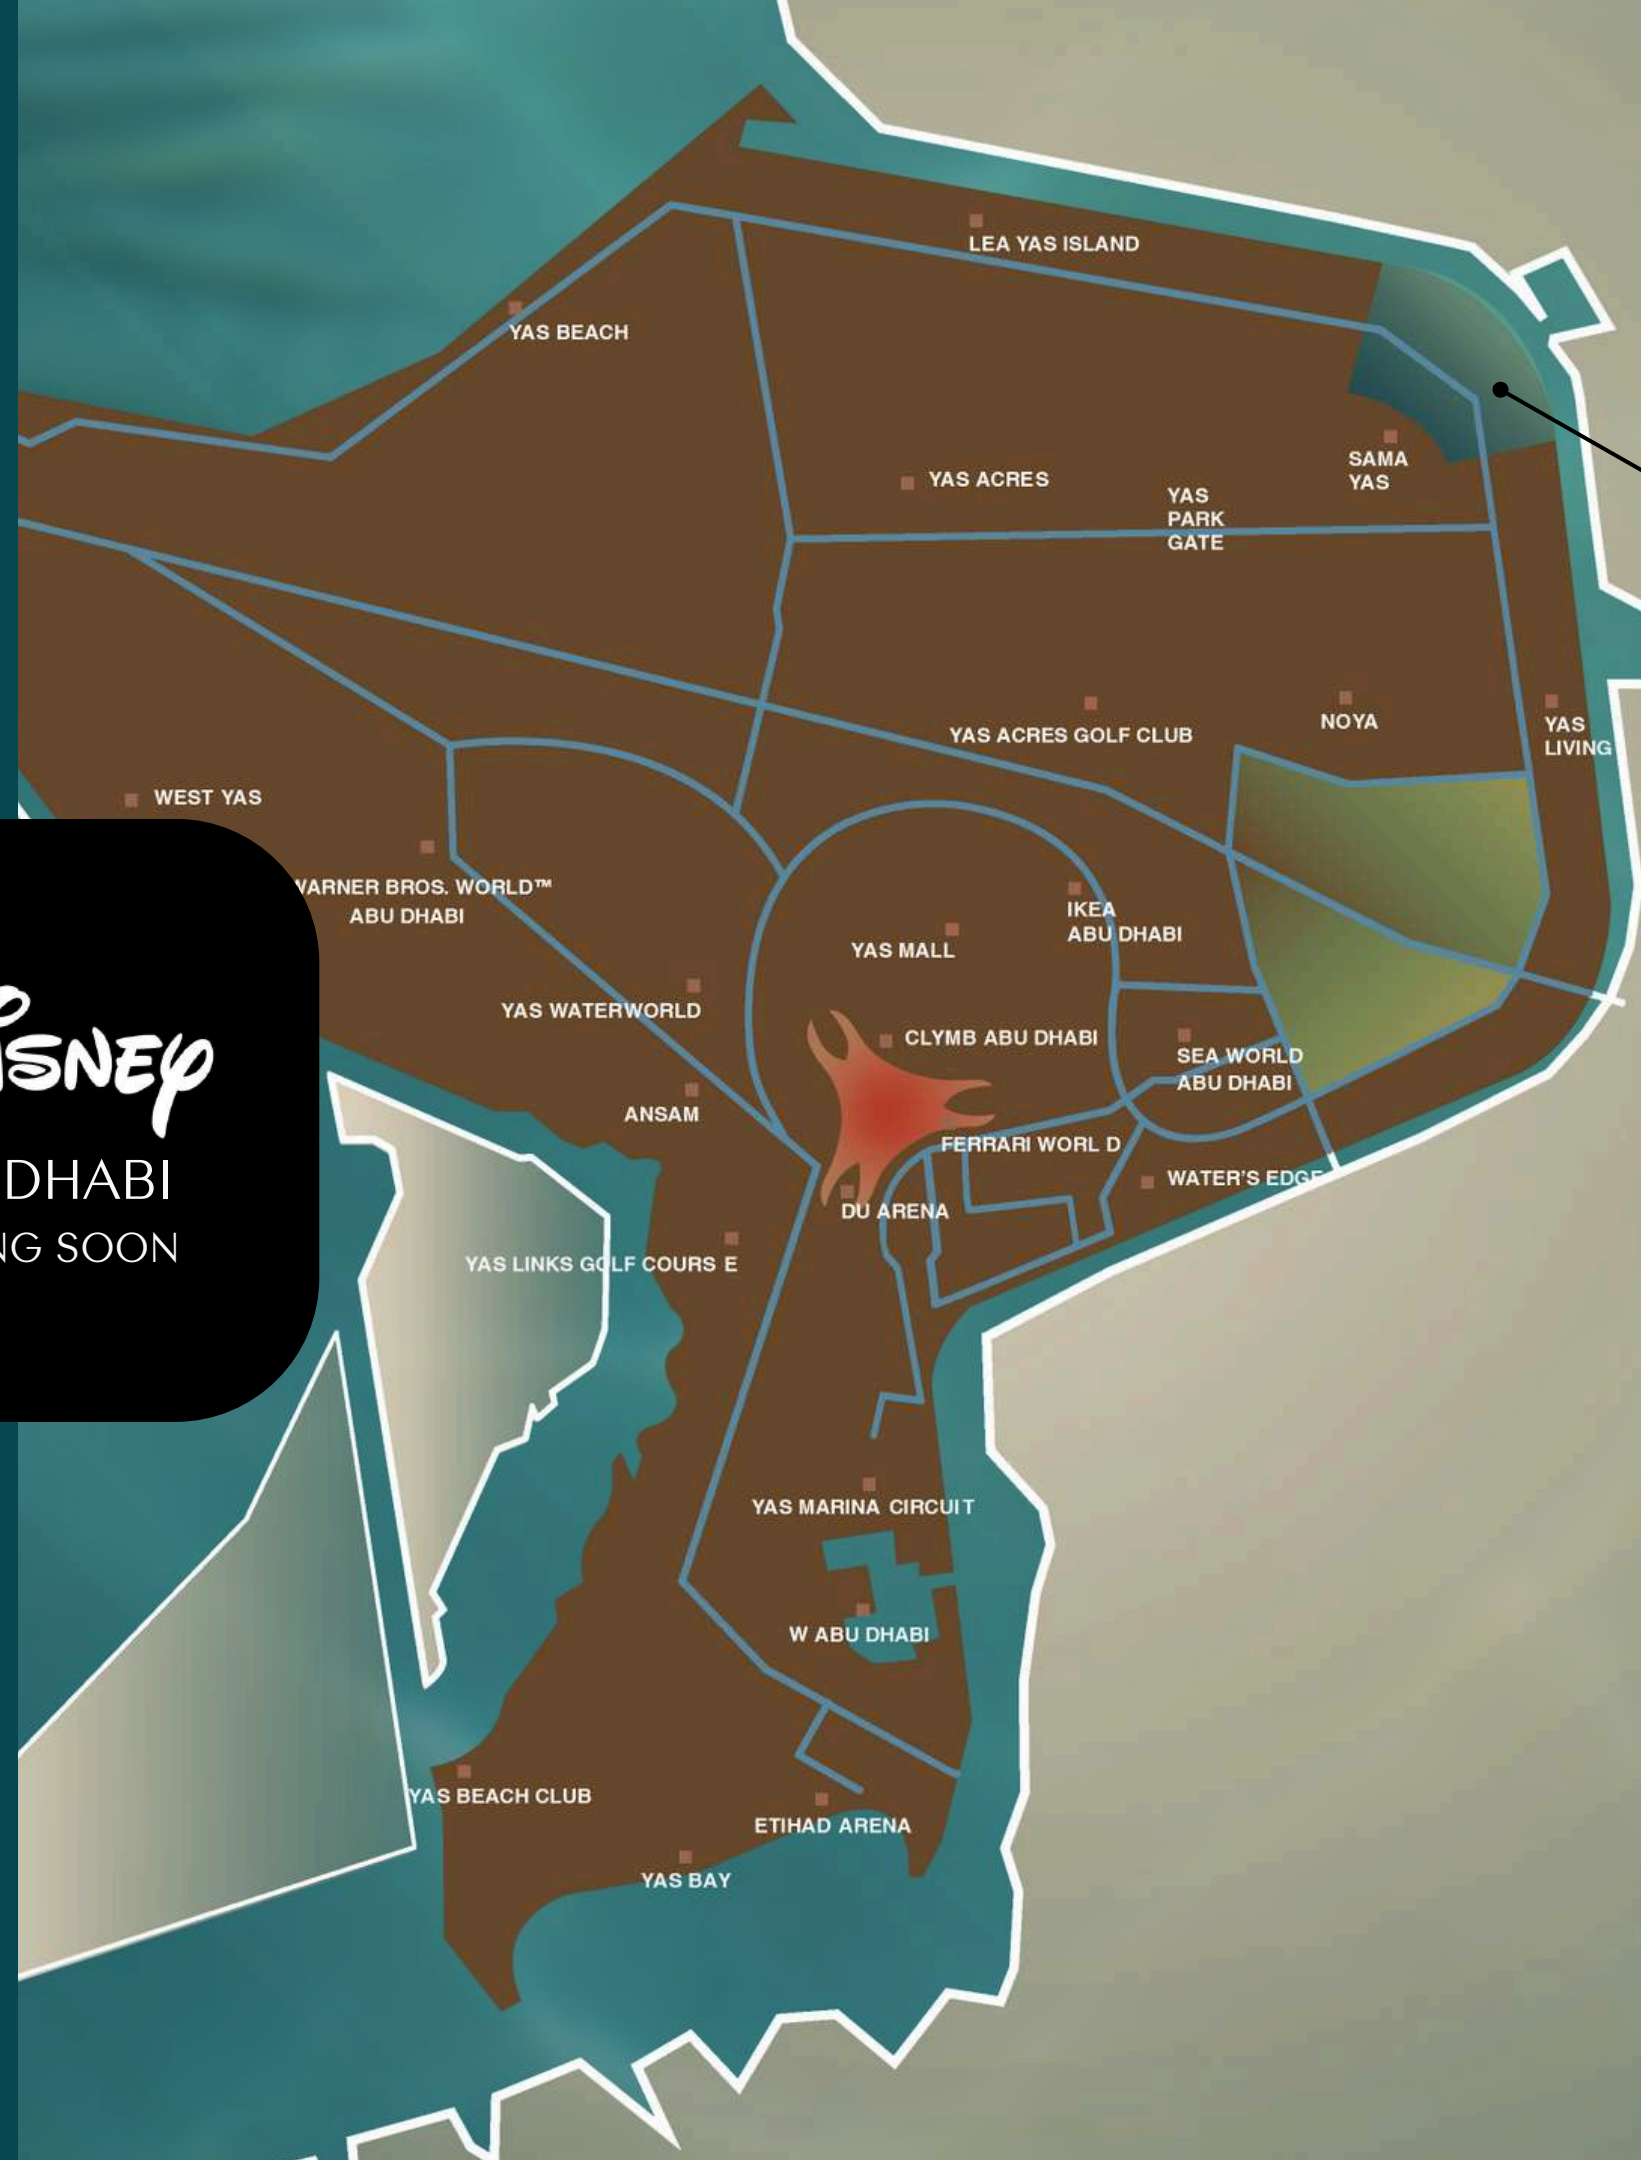 LEA YAS ISLAND
YAS BEACH
SAMA
YAS
YAS ACRES
YAS
PARK
GATE
NOYA
YAS
LIVING
YAS ACRES GOLF CLUB
WEST YAS
WARNER BROS. WORLD™
ABU DHABI
IKEA
ABU DHABI
YAS MALL
YAS WATERWORLD
CLYMB ABU DHABI
SEA WORLD
ABU DHABI
ANSAM
FERRARI WORL D
WATER'S EDGE
DU ARENA
DISNEY
DHABI
NG SOON
YAS LINKS GOLF COURS E
YAS MARINA CIRCUIT
W ABU DHABI
YAS BEACH CLUB
ETIHAD ARENA
YAS BAY